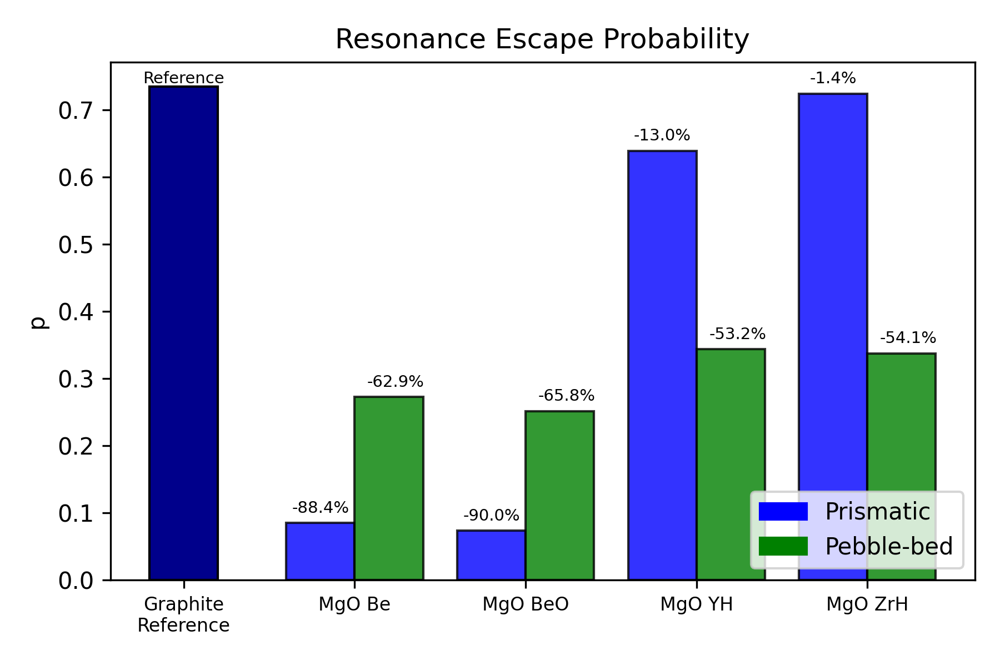 Resonance Escape Probability
Reference
-1.4%
-13.0%
-53.2%
-54.1%
-62.9%
-65.8%
-88.4%
-90.0%
p
0.7
0.6
0.5
0.4
0.3
0.2
0.1
0.0
Prismatic
Pebble-bed
Graphite
Reference
MgO Be
MgO BeO
MgO YH
MgO ZrH